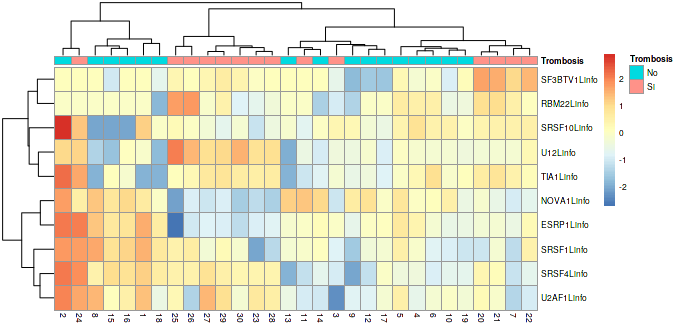 Trombosis
Trombosis
No
SI
2
1
0
-1
-2
SF3BTV1Linfo
RBM22Linfo
SRSF10Linfo
U12Linfo
TIA1Linfo
NOVA1Linfo
ESRP1Linfo
SRSF1Linfo
SRSF4Linfo
U2AF1Linfo
2 24 8 15 16 1 18 25 26 27 29 30 23 28 13 11 14 3 9 12 17 5 4 6 10 19 20 21 7 22